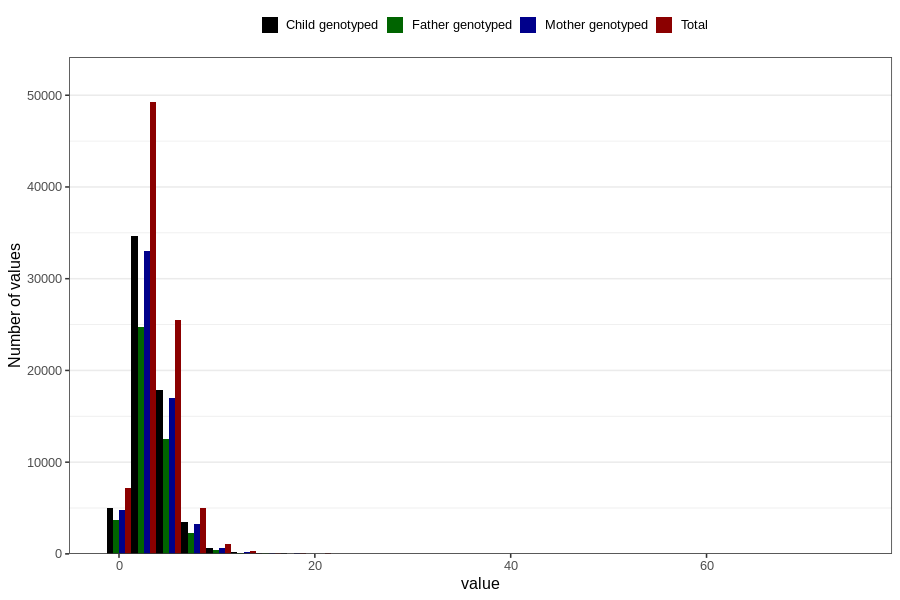 Child genotyped Father genotyped Mother genotyped Total
50000
40000
30000
20000
10000
0
Number of values
0 20 40 60
value